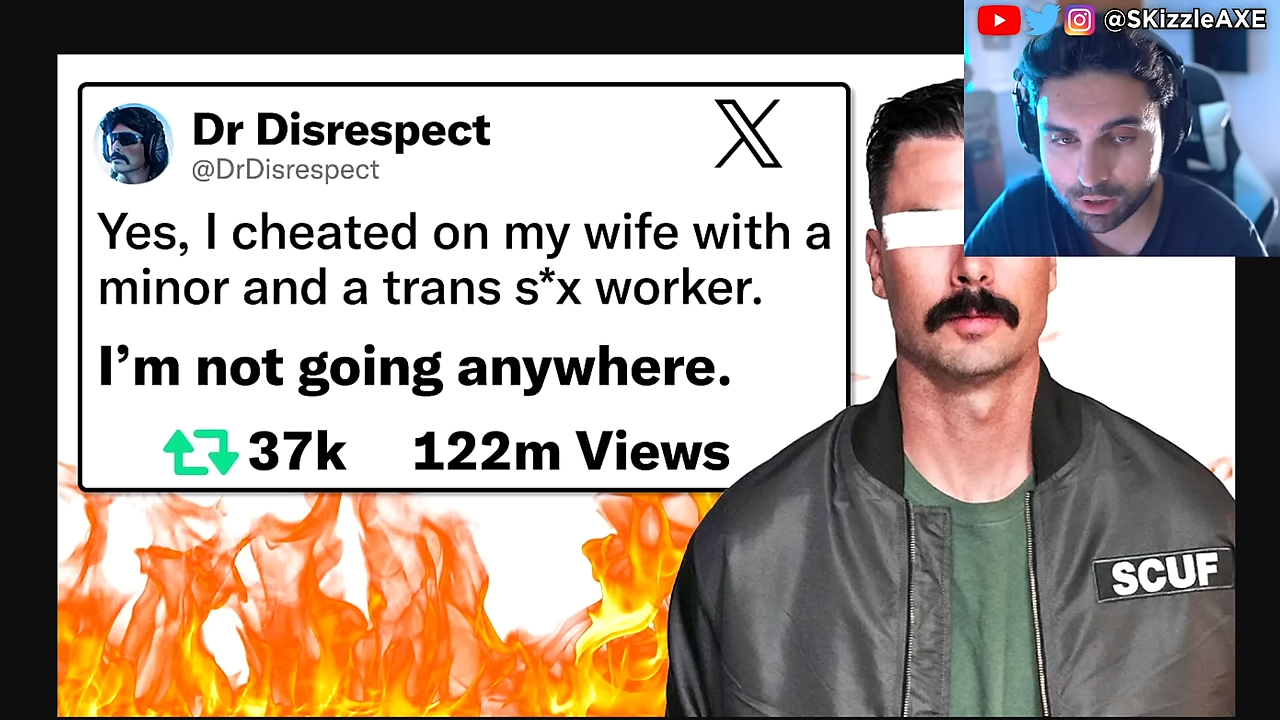 @SKizzleAXE
Dr Disrespect
@DrDisrespect
Yes, I cheated on my wife with a
minor and a trans s*x worker.
I’m not going anywhere.
37k 122m Views
SCUF